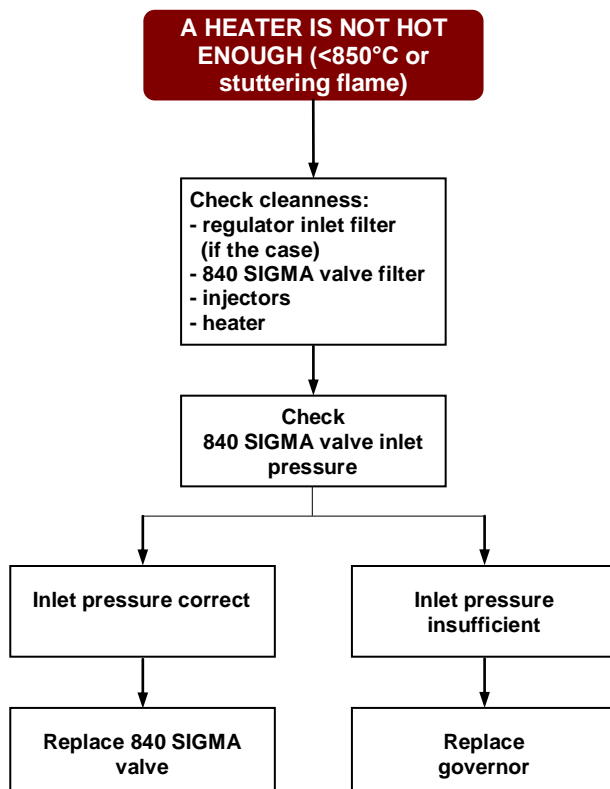 A HEATER IS NOT HOT
ENOUGH (<850°C or
stuttering flame)
Check cleanness:
- regulator inlet filter
(if the case)
- 840 SIGMA valve filter
- injectors
- heater
Check
840 SIGMA valve inlet
pressure
Inlet pressure correct
Inlet pressure
insufficient
Replace 840 SIGMA
valve
Replace
governor